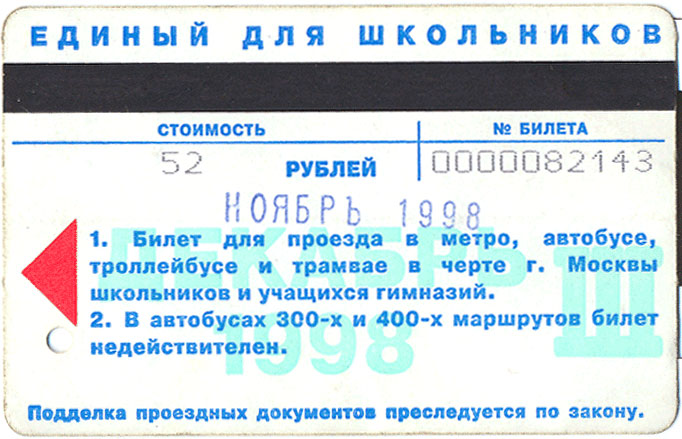 ЕДИНЫЙ ДЛЯ ШКОЛЬНИКОВ
СТОИМОСТЬ № БИЛЕТА
52 РУБЛЕЙ 0000082143
НОЯБРЬ 1998
1. Билет для проезда в метро, автобусе,
троллейбусе и трамвае в черте г. Москвы
школьников и учащихся гимназий.
2. В автобусах 300-х и 400-х маршрутов билет
недействителен.
ДЕКАБРЬ
1998
III
Подделка проездных документов преследуется по закону.